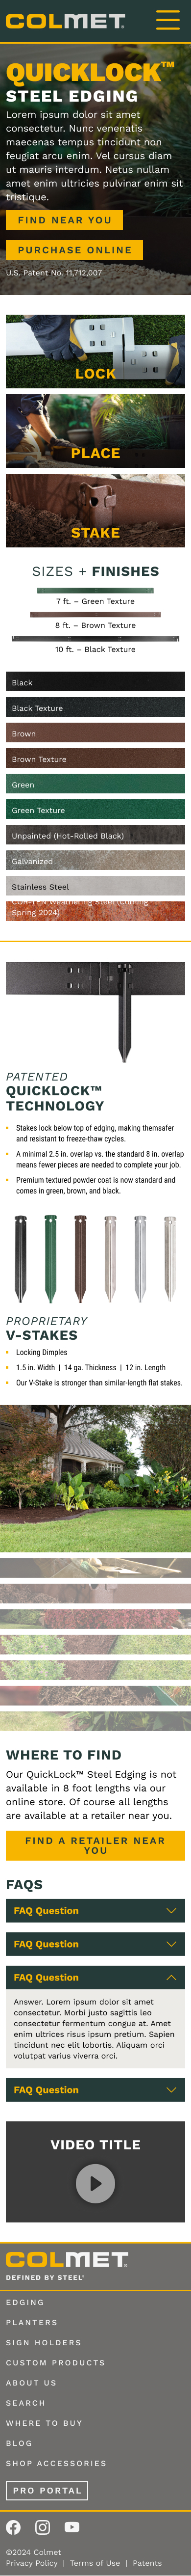 COLMET®
QUICKLOCK™
STEEL EDGING
Lorem ipsum dolor sit amet
consectetur. Nunc venenatis
maecenas tempus tincidunt non
feugiat arcu enim. Vel cursus diam
ut mauris interdum. Netus nullam
amet enim ultricies pulvinar enim sit
tristique.
FIND NEAR YOU
PURCHASE ONLINE
U.S. Patent No. 11,712,007
LOCK
PLACE
STAKE
SIZES + FINISHES
7 ft. – Green Texture
8 ft. – Brown Texture
10 ft. – Black Texture
Black
Black Texture
Brown
Brown Texture
Green
Green Texture
Unpainted (Hot-Rolled Black)
Galvanized
Stainless Steel
COR-TEN Weathering Steel (Coming
Spring 2024)
PATENTED
QUICKLOCK™
TECHNOLOGY
Stakes lock below top of edging, making themsafer
and resistant to freeze-thaw cycles.
A minimal 2.5 in. overlap vs. the standard 8 in. overlap
means fewer pieces are needed to complete your job.
Premium textured powder coat is now standard and
comes in green, brown, and black.
PROPRIETARY
V-STAKES
Locking Dimples
1.5 in. Width | 14 ga. Thickness | 12 in. Length
Our V-Stake is stronger than similar-length flat stakes.
WHERE TO FIND
Our QuickLock™ Steel Edging is not
available in 8 foot lengths via our
online store. Of course all lengths
are available at a retailer near you.
FIND A RETAILER NEAR
YOU
FAQS
FAQ Question
FAQ Question
FAQ Question
Answer. Lorem ipsum dolor sit amet
consectetur. Morbi justo sagittis leo
consectetur fermentum congue at. Amet
enim ultrices risus ipsum pretium. Sapien
tincidunt nec elit lobortis. Aliquam orci
volutpat varius viverra orci.
FAQ Question
VIDEO TITLE
COLMET®
DEFINED BY STEEL®
EDGING
PLANTERS
SIGN HOLDERS
CUSTOM PRODUCTS
ABOUT US
SEARCH
WHERE TO BUY
BLOG
SHOP ACCESSORIES
PRO PORTAL
©2024 Colmet
Privacy Policy | Terms of Use | Patents